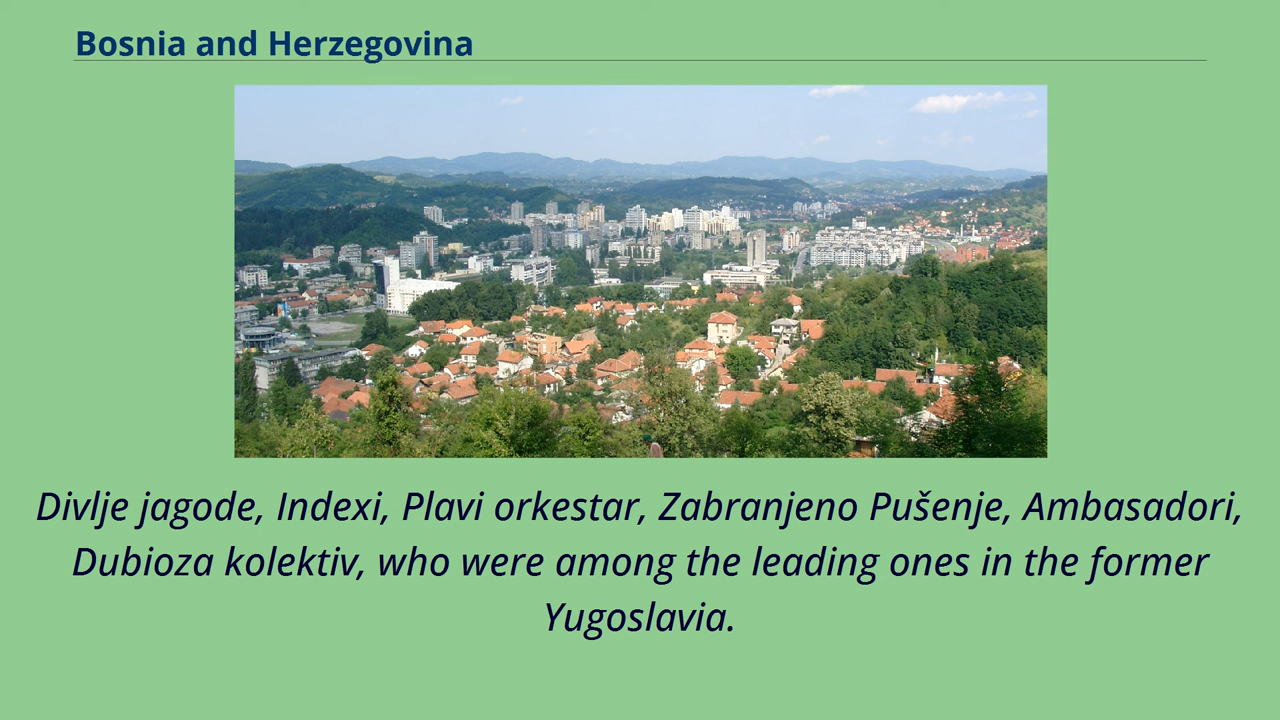 Bosnia and Herzegovina
Divlje jagode, Indexi, Plavi orkestar, Zabranjeno Pušenje, Ambasadori,
Dubioza kolektiv, who were among the leading ones in the former
Yugoslavia.